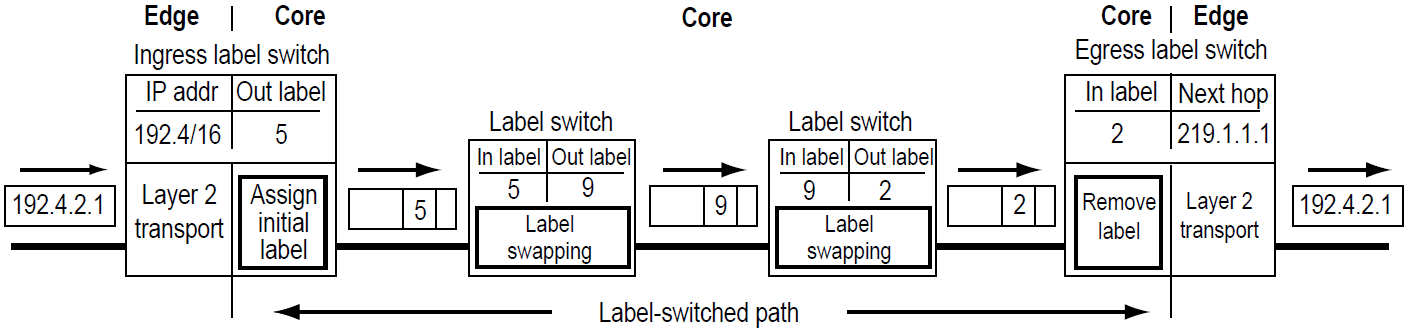 Edge Core
Core
Core Edge
Ingress label switch
Egress label switch
IP addr Out label
192.4/16 5
In label Next hop
2 219.1.1.1
Label switch
In label Out label
5 9
Label switch
In label Out label
9 2
192.4.2.1
Layer 2
transport
Assign
initial
label
5
Label
swapping
9
Label
swapping
2
Remove
label
Layer 2
transport
192.4.2.1
Label-switched path